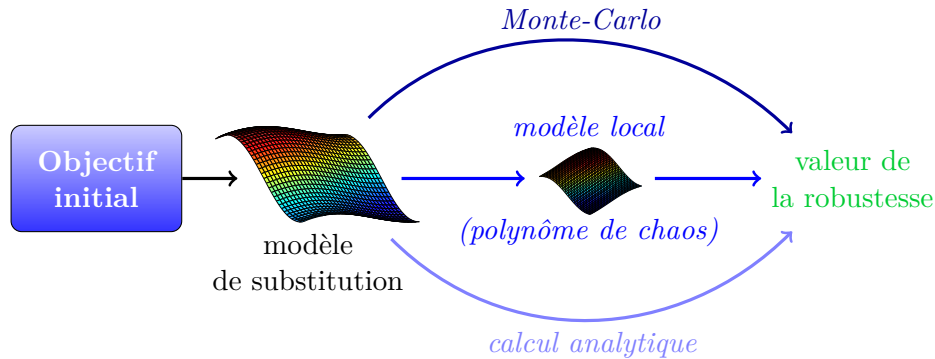 Monte-Carlo
Objectif
initial
modèle
de substitution
modèle local
(polynôme de chaos)
valeur de
la robustesse
calcul analytique